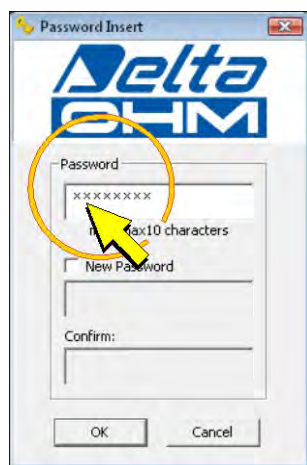 Password Insert
Delta
OHM
Password
xxxxxxxx
max10 characters
New Password
Confirm:
OK
Cancel